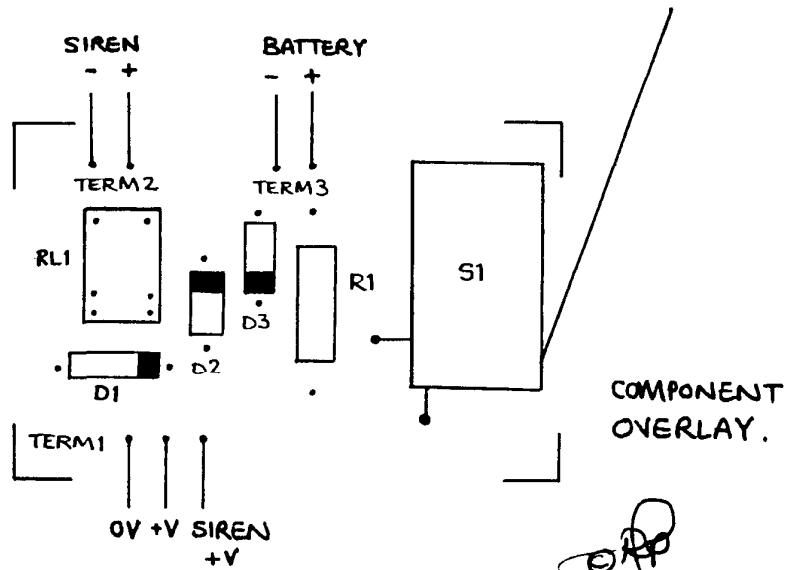 SIREN
- +
BATTERY
- +
TERM2
TERM3
RL1
D3
R1
S1
D2
D1
TERM1
0V +V SIREN
+V
COMPONENT
OVERLAY.
©